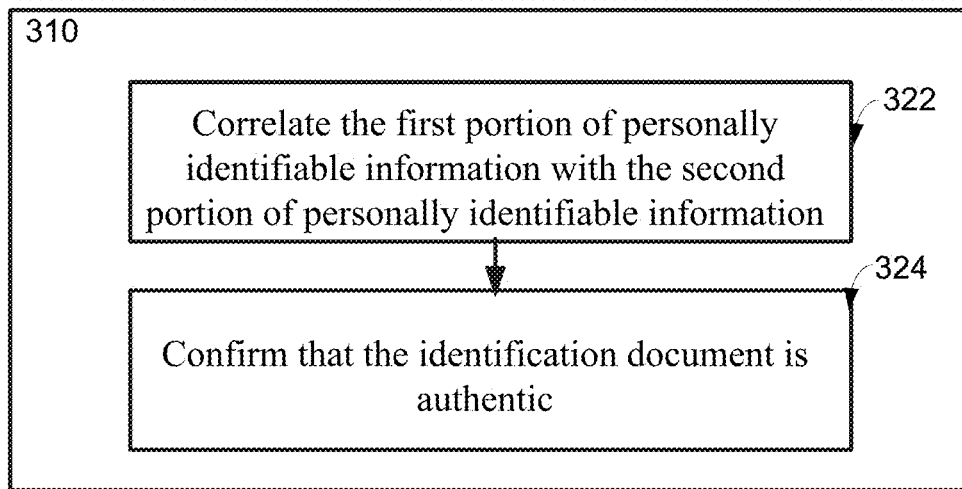 310
Correlate the first portion of personally
identifiable information with the second
portion of personally identifiable information
322
Confirm that the identification document is
authentic
324